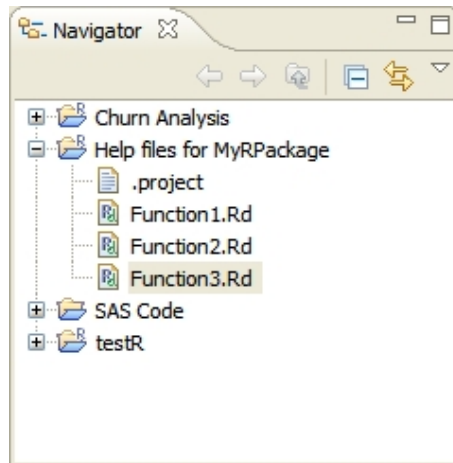 Navigator
Churn Analysis
Help files for MyRPackage
.project
Function1.Rd
Function2.Rd
Function3.Rd
SAS Code
testR